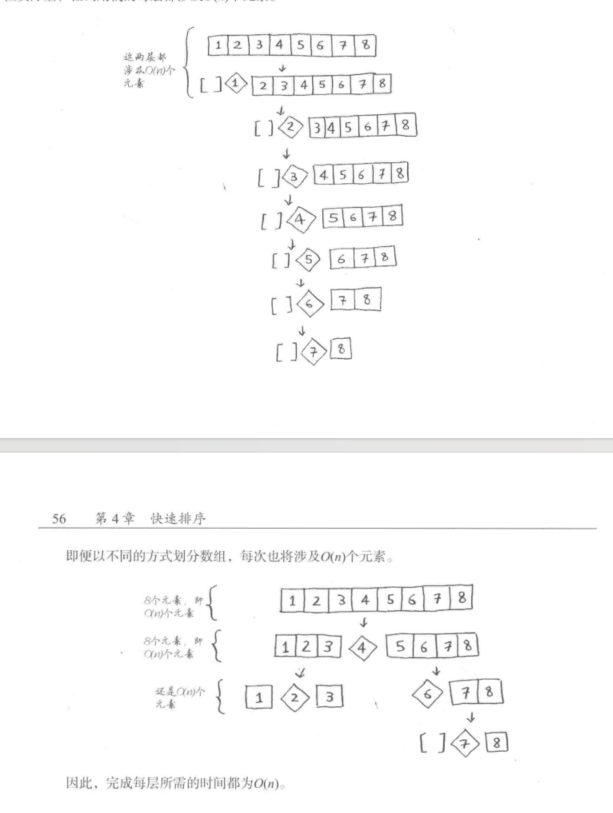 这两层都
涉及O(n)个
元素
1 2 3 4 5 6 7 8
[ ] 1 2 3 4 5 6 7 8
[ ] 2 3 4 5 6 7 8
[ ] 3 4 5 6 7 8
[ ] 4 5 6 7 8
[ ] 5 6 7 8
[ ] 6 7 8
[ ] 7 8
56 第 4 章 快速排序
即便以不同的方式划分数组，每次也将涉及O(n)个元素。
8个元素，即
O(n)个元素
1 2 3 4 5 6 7 8
8个元素，即
O(n)个元素
1 2 3 4 5 6 7 8
还是O(n)个
元素
1 2 3 6 7 8
[ ] 7 8
因此，完成每层所需的时间都为O(n)。